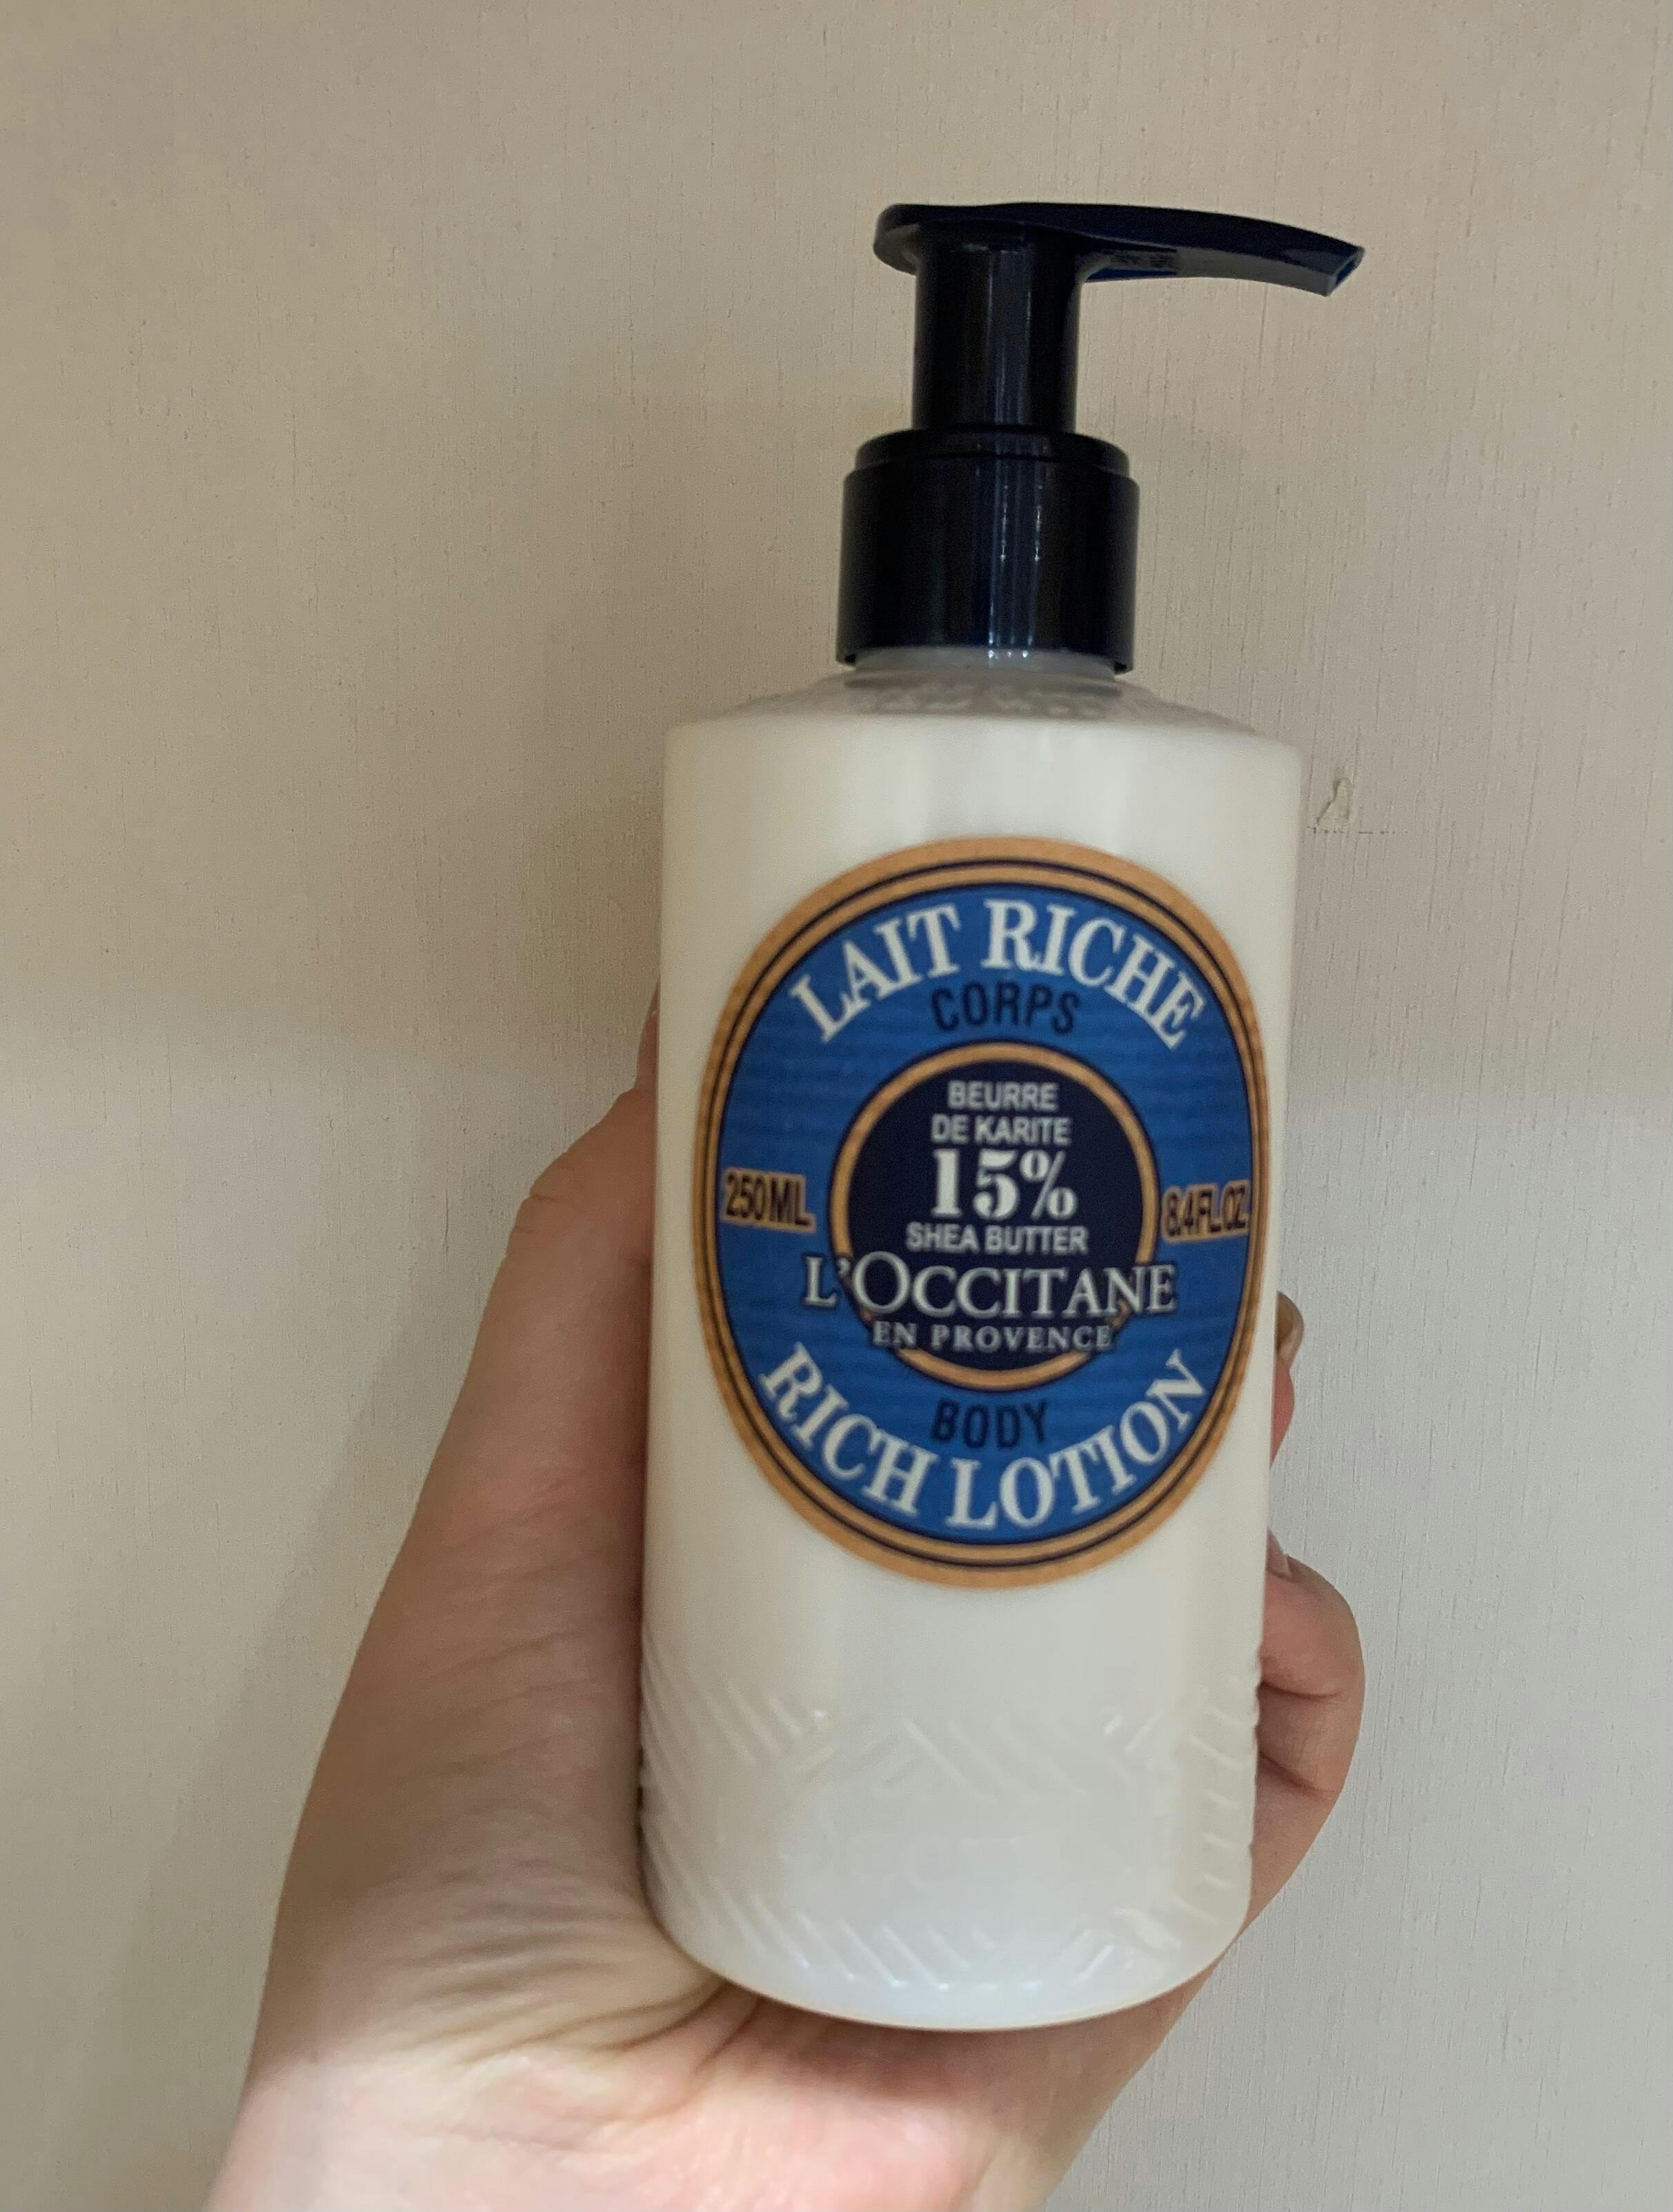 LAIT RICHE
CORPS
BEURRE
DE KARITE
15%
250ML
8.4FL.OZ
SHEA BUTTER
L'OCCITANE
EN PROVENCE
BODY
RICH LOTION